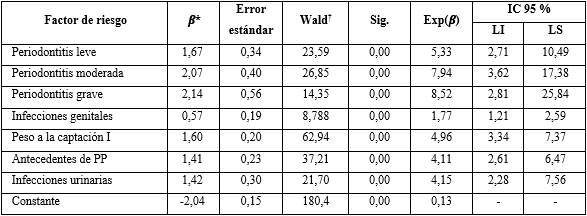 Factor de riesgo β* Error estándar Wald† Sig. Exp(β) IC 95 %
LI LS
Periodontitis leve 1,67 0,34 23,59 0,00 5,33 2,71 10,49
Periodontitis moderada 2,07 0,40 26,85 0,00 7,94 3,62 17,38
Periodontitis grave 2,14 0,56 14,35 0,00 8,52 2,81 25,84
Infecciones genitales 0,57 0,19 8,788 0,00 1,77 1,21 2,59
Peso a la captación I 1,60 0,20 62,94 0,00 4,96 3,34 7,37
Antecedentes de PP 1,41 0,23 37,21 0,00 4,11 2,61 6,47
Infecciones urinarias 1,42 0,30 21,70 0,00 4,15 2,28 7,56
Constante -2,04 0,15 180,4 0,00 0,13 - -